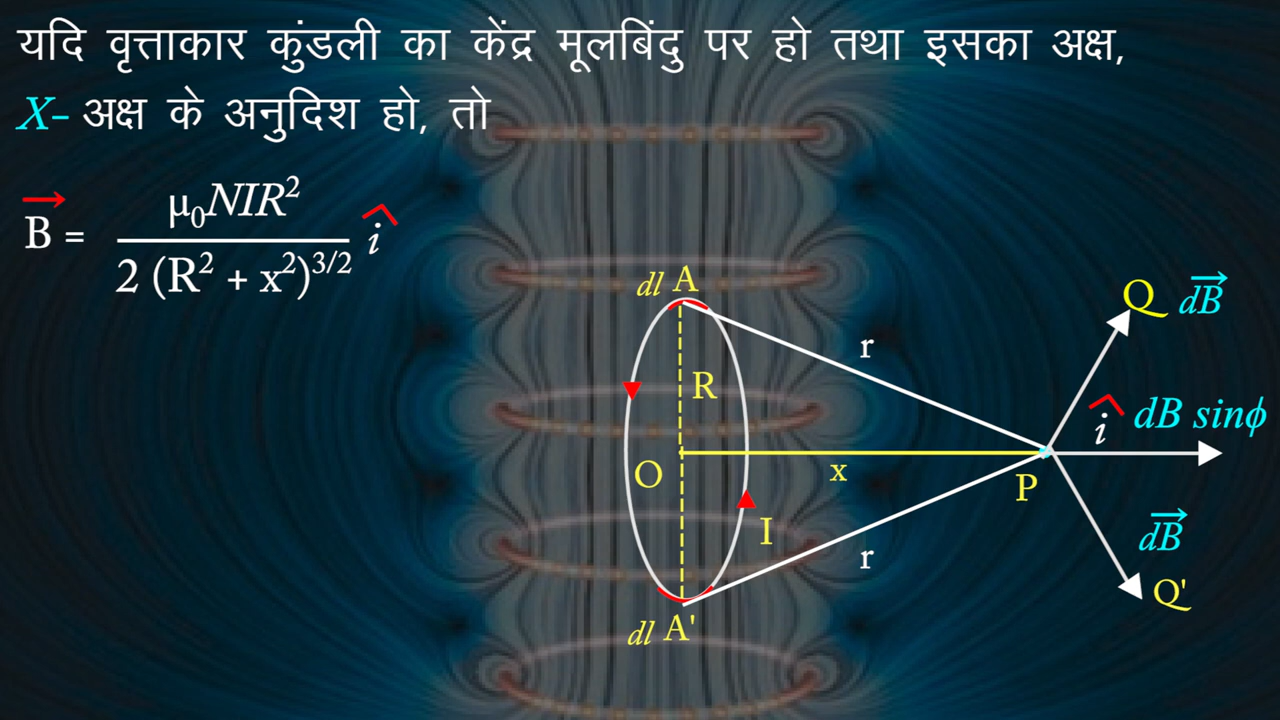 यदि वृत्ताकार कुंडली का केंद्र मूलबिंदु पर हो तथा इसका अक्ष,
X- अक्ष के अनुदिश हो, तो
B⃗ = μ₀NIR² / 2 (R² + x²)^3/2 î
dl A
Q dB⃗
r
R
î dB sinϕ
O
x
P
I
dB⃗
r
Q'
dl A'